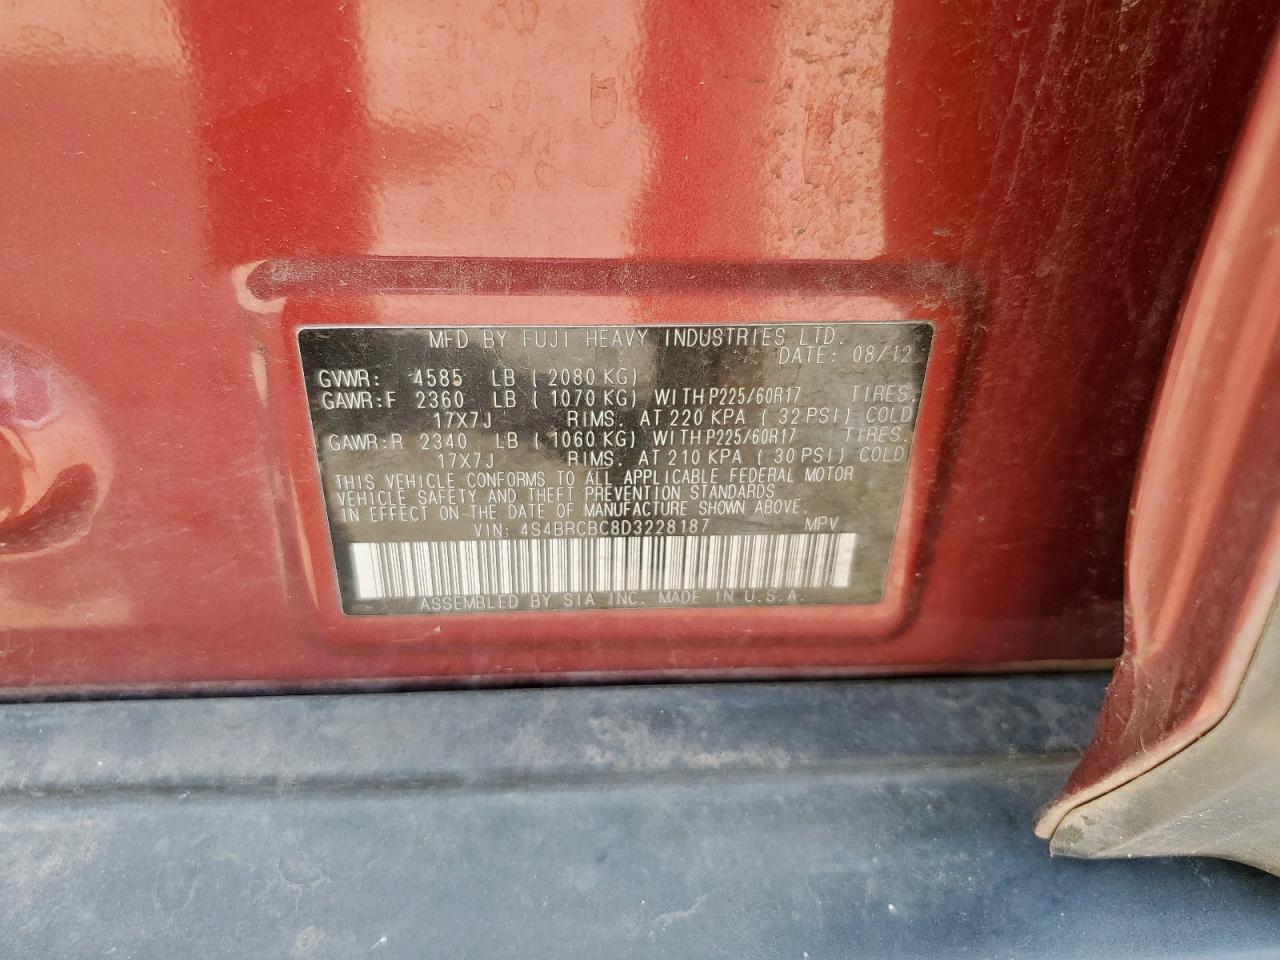 MFD BY FUJI HEAVY INDUSTRIES LTD.
DATE: 08/12
GVWR: 4585 LB ( 2080 KG)
GAWR:F 2360 LB ( 1070 KG) WITH P225/60R17 TIRES.
17X7J RIMS. AT 220 KPA ( 32 PSI) COLD
GAWR:R 2340 LB ( 1060 KG) WITH P225/60R17 TIRES.
17X7J RIMS. AT 210 KPA ( 30 PSI) COLD
THIS VEHICLE CONFORMS TO ALL APPLICABLE FEDERAL MOTOR
VEHICLE SAFETY AND THEFT PREVENTION STANDARDS
IN EFFECT ON THE DATE OF MANUFACTURE SHOWN ABOVE.
VIN: 4S4BRCBC8D3228187 MPV
ASSEMBLED BY SIA INC. MADE IN U.S.A.